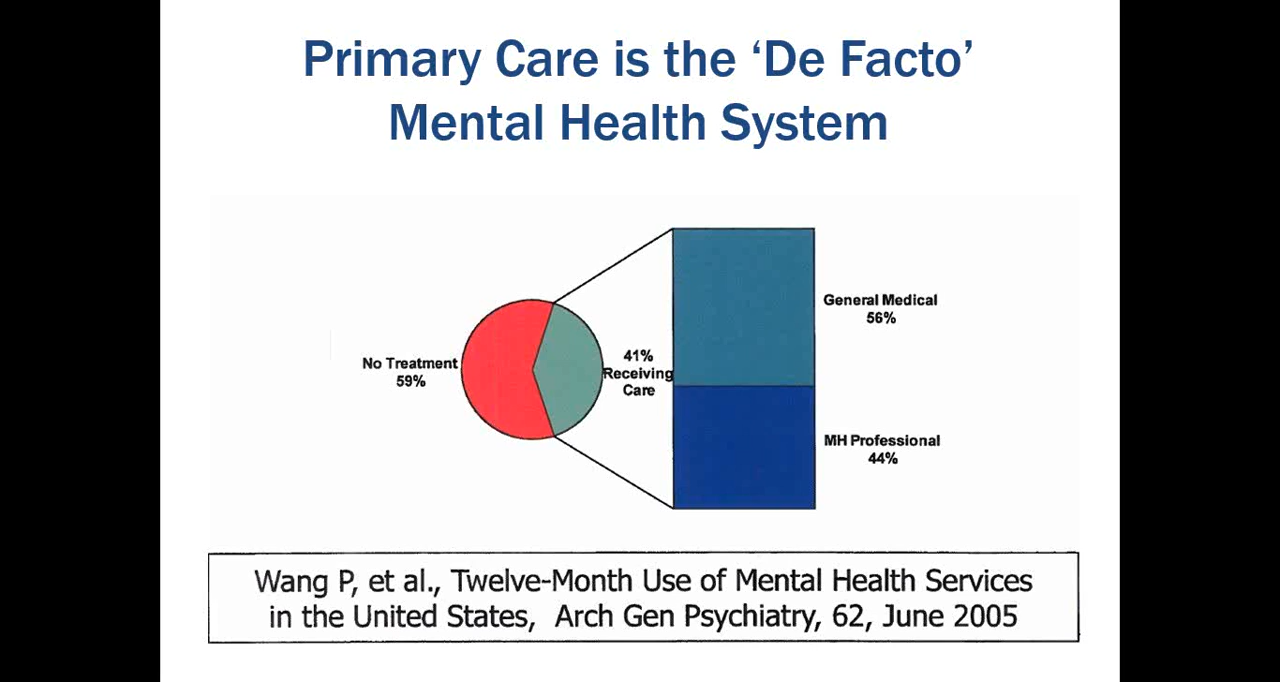 Primary Care is the ‘De Facto’
Mental Health System
No Treatment
59%
41%
Receiving
Care
General Medical
56%
MH Professional
44%
Wang P, et al., Twelve-Month Use of Mental Health Services
in the United States,  Arch Gen Psychiatry, 62, June 2005